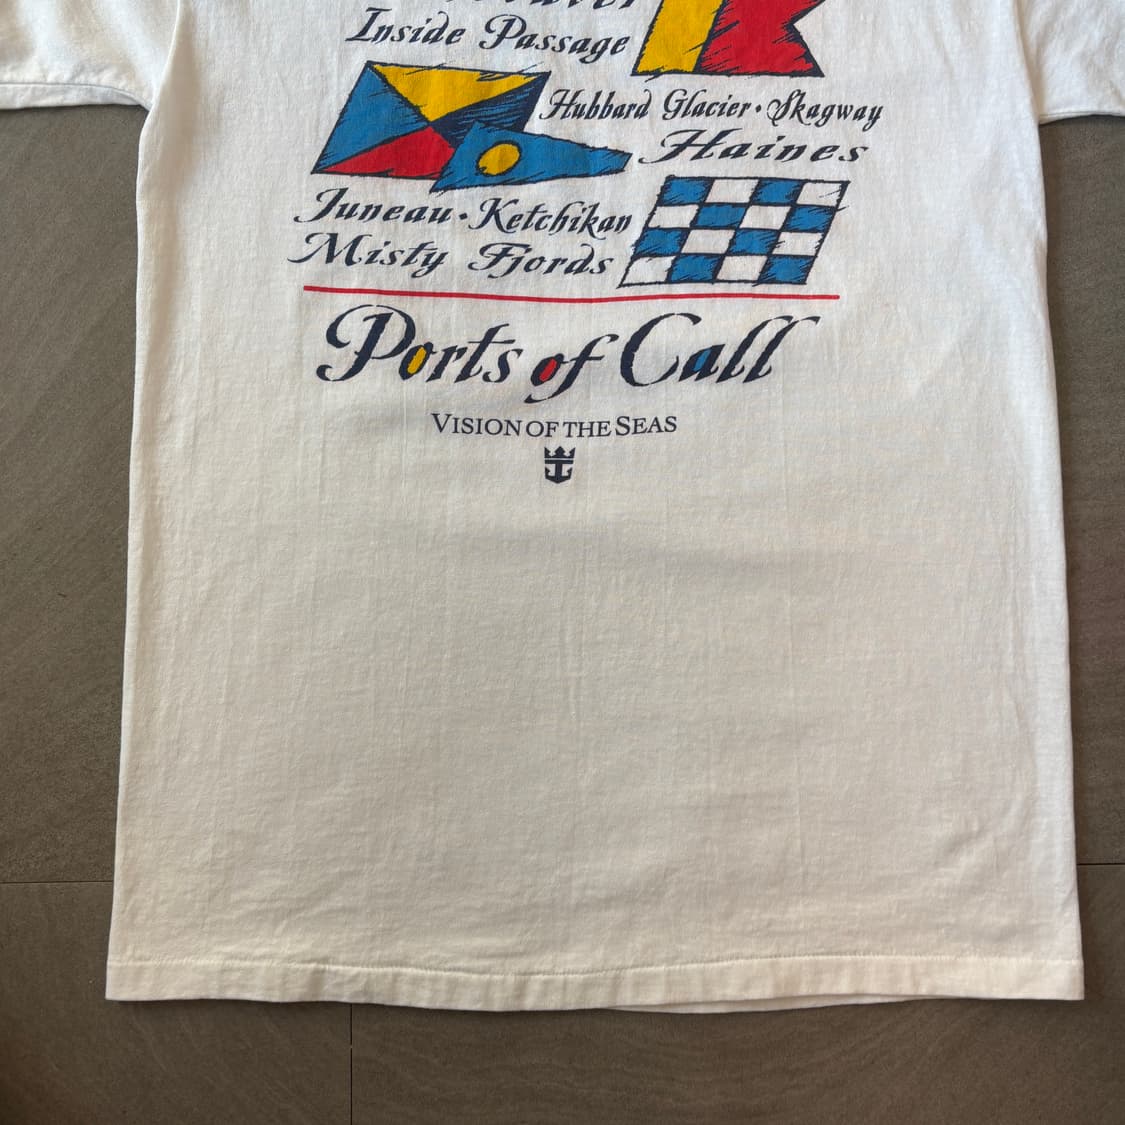 Inside Passage
Hubbard Glacier • Skagway
Haines
Juneau • Ketchikan
Misty Fjords
Ports of Call
VISION OF THE SEAS